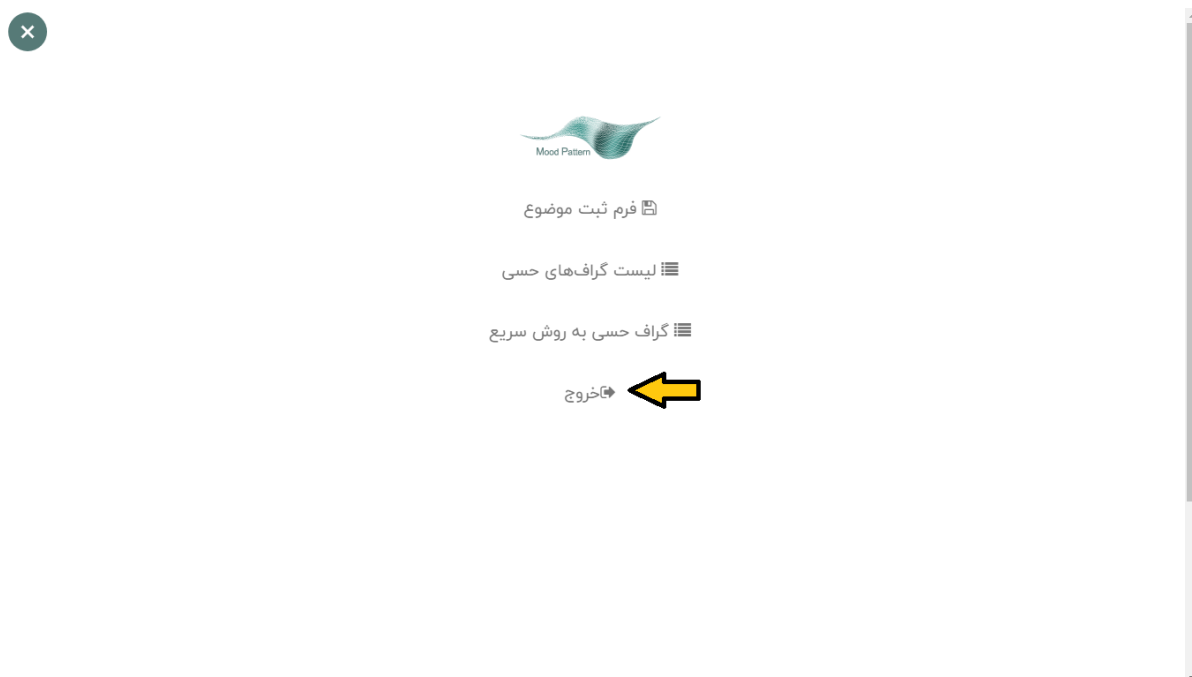 Mood Pattern
فرم ثبت موضوع
لیست گراف‌های حسی
گراف حسی به روش سریع
خروج